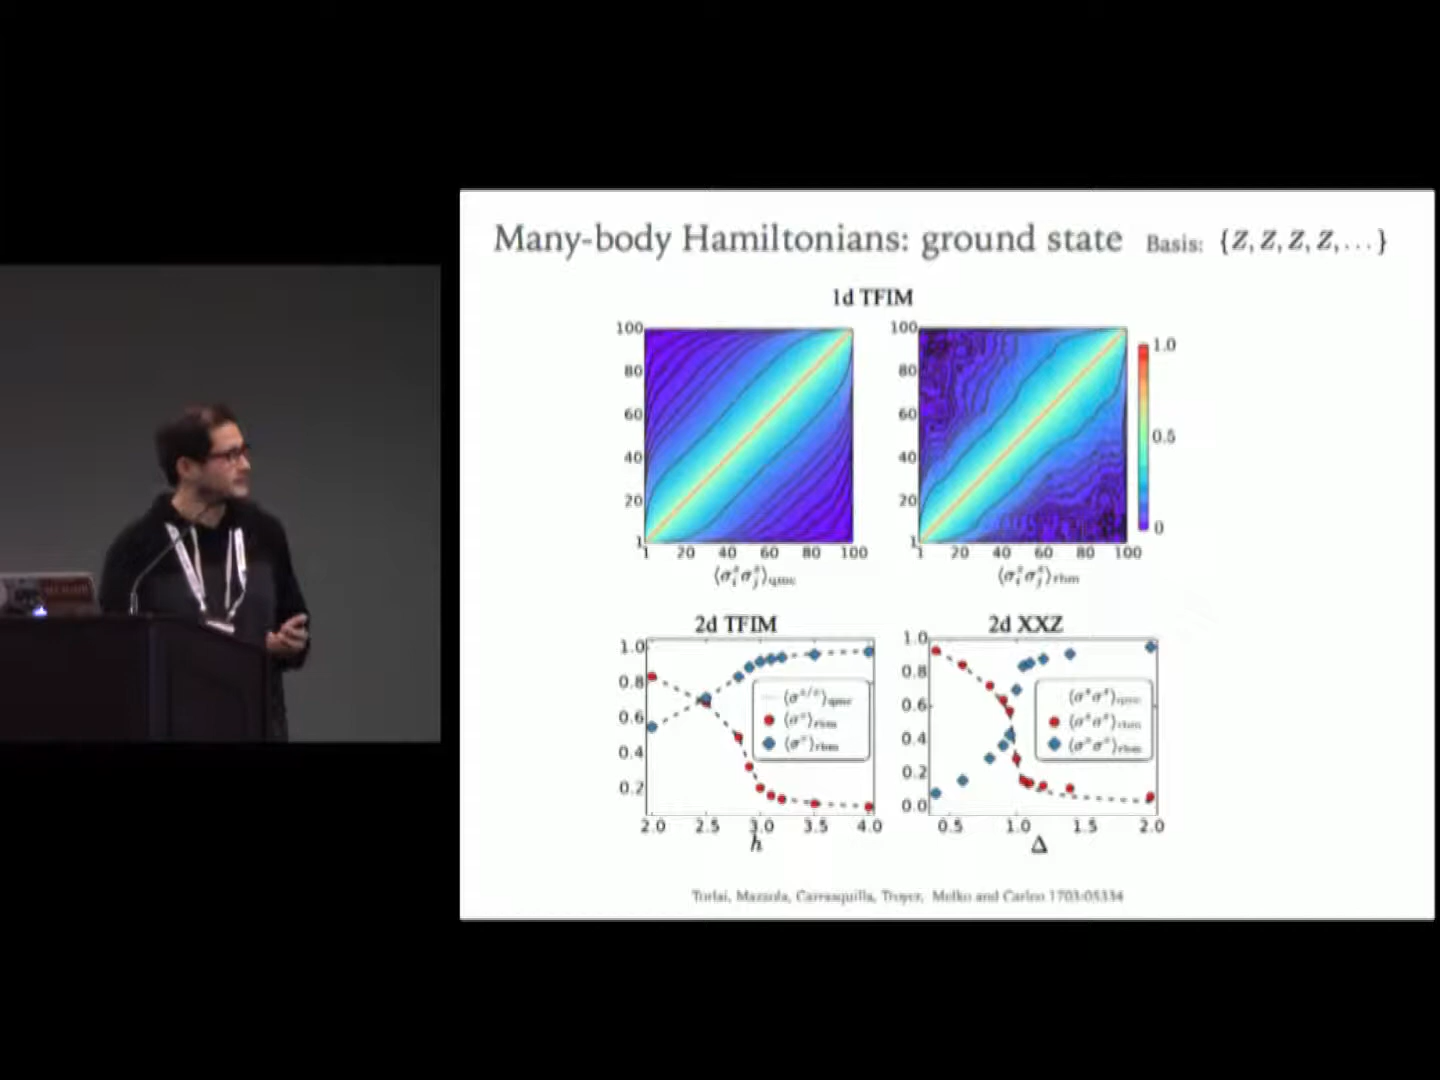 Many-body Hamiltonians: ground state Basis: {Z, Z, Z, Z, ...}
1d TFIM
100 80 60 40 20 1
1 20 40 60 80 100
⟨σᵢᶻσⱼᶻ⟩qmc
100 80 60 40 20 1
1 20 40 60 80 100
⟨σᵢᶻσⱼᶻ⟩rbm
1.0 0.5 0
2d TFIM
1.0 0.8 0.6 0.4 0.2
2.0 2.5 3.0 3.5 4.0
h
2d XXZ
1.0 0.8 0.6 0.4 0.2 0.0
0.5 1.0 1.5 2.0
Δ
Torlai, Mazzola, Carrasquilla, Troyer, Melko and Carleo 1703.05334